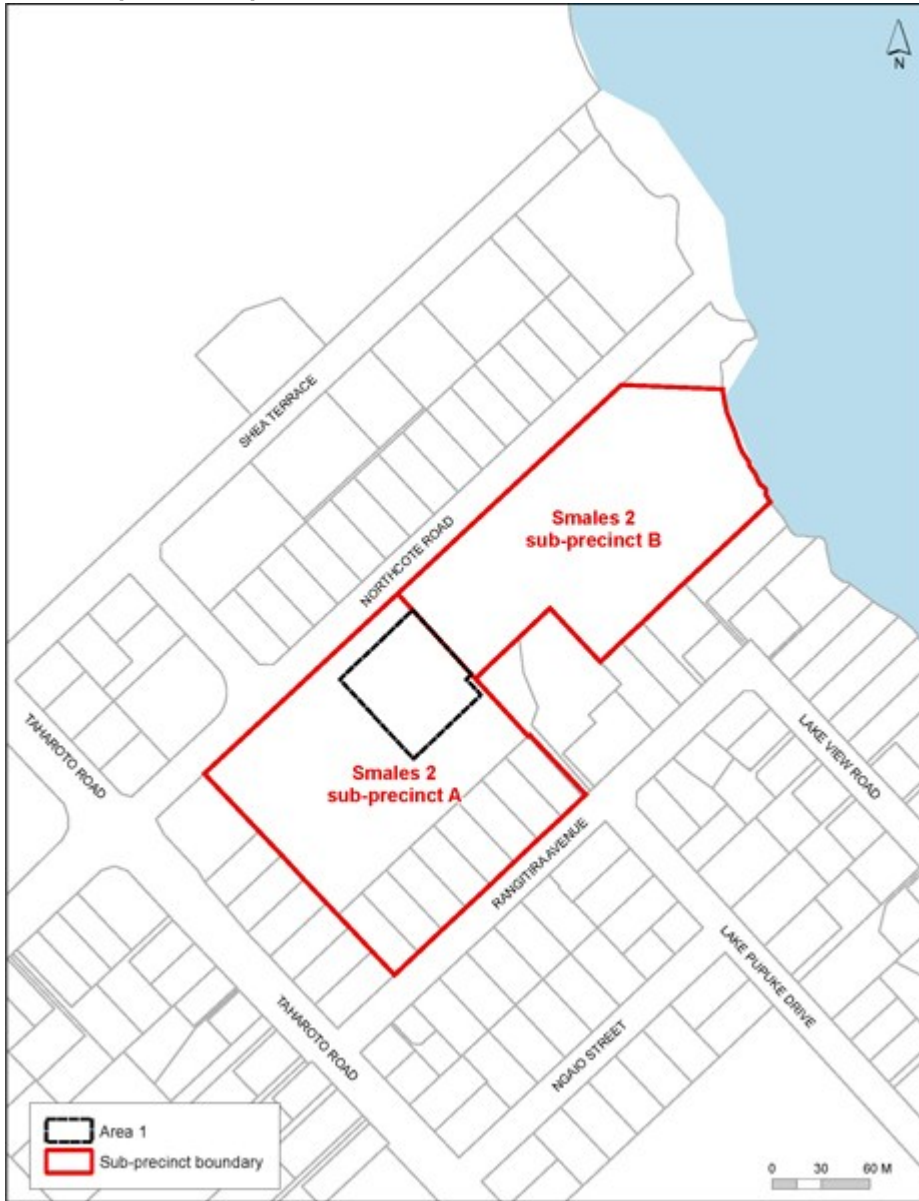 N
SHEA TERRACE
NORTHCOTE ROAD
Smales 2
sub-precinct B
TAHAROTO ROAD
Smales 2
sub-precinct A
LAKE VIEW ROAD
RANGITIRA AVENUE
LAKE PUPUKE DRIVE
TAHAROTO ROAD
NGAIO STREET
Area 1
Sub-precinct boundary
0 30 60 M